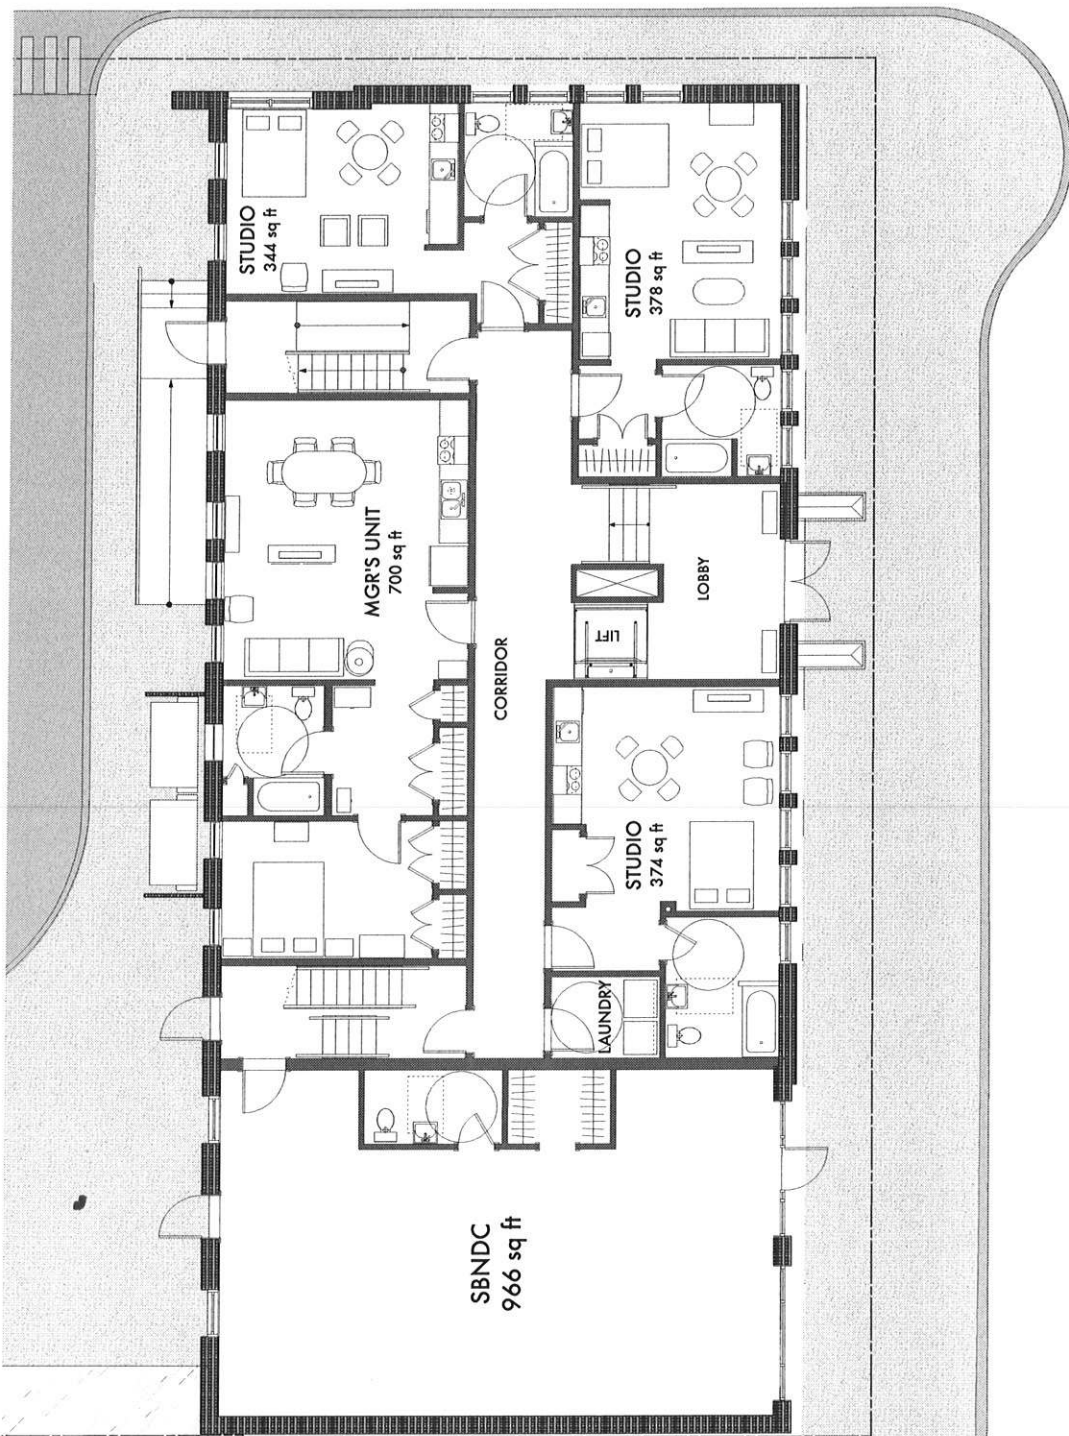 STUDIO
344 sq ft
STUDIO
378 sq ft
MGR'S UNIT
700 sq ft
LOBBY
LIFT
CORRIDOR
STUDIO
374 sq ft
LAUNDRY
SBNDC
966 sq ft